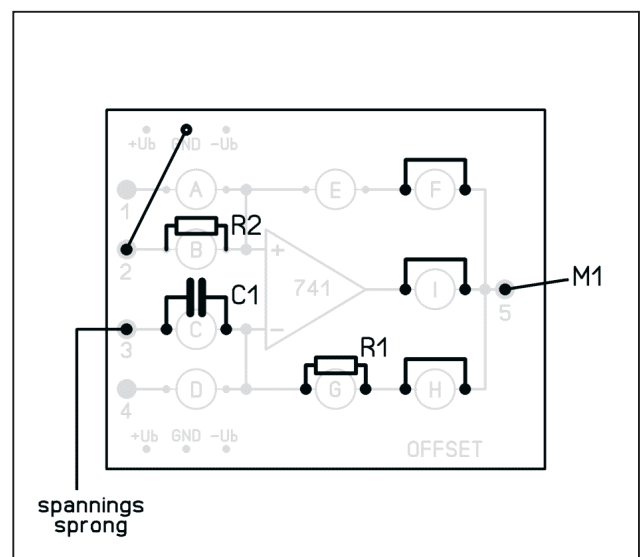 +Ub GND -Ub
A
E
F
1
R2
B
+
2
741
I
M1
C1
5
C
-
3
R1
D
G
H
4
+Ub GND -Ub
OFFSET
spannings
sprong